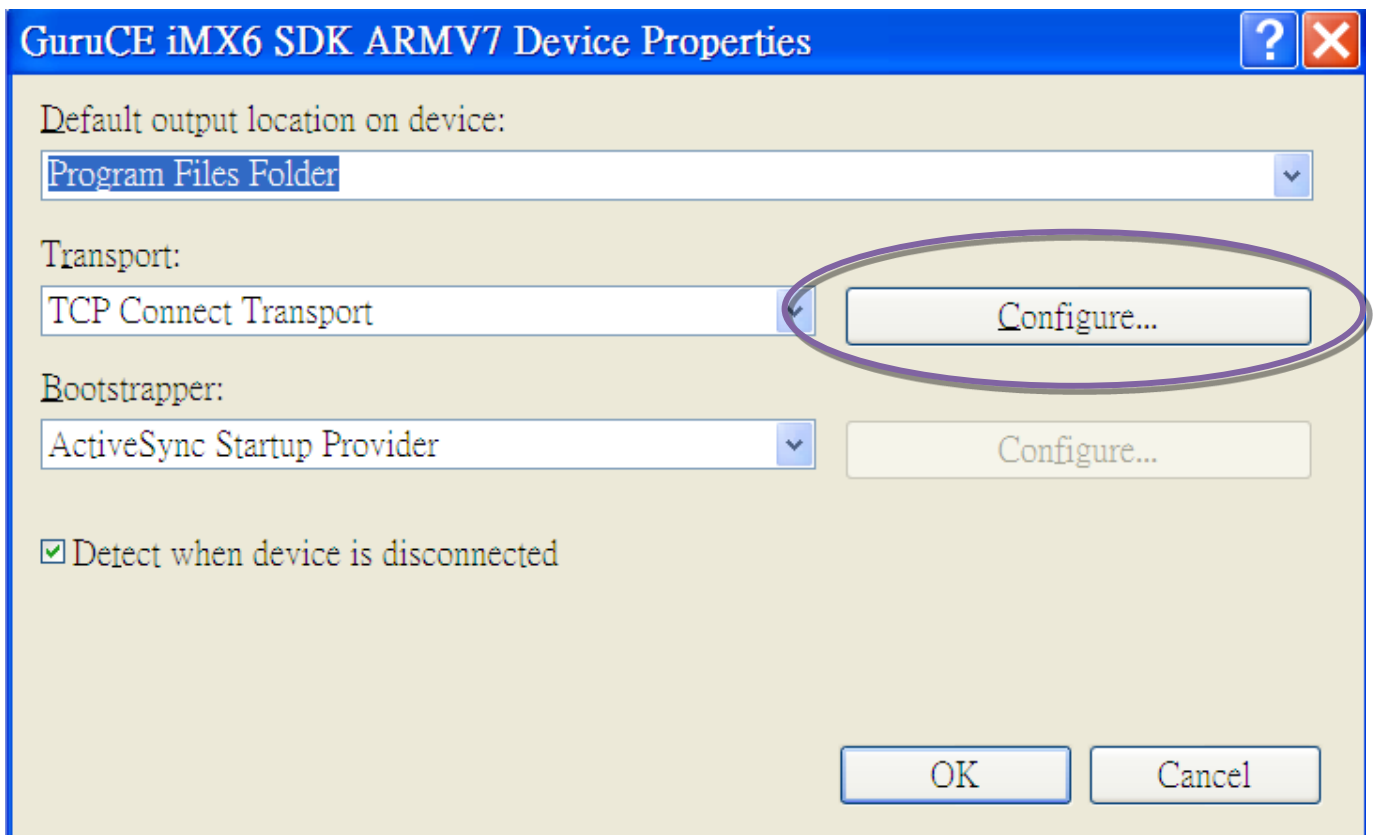 GuruCE iMX6 SDK ARMV7 Device Properties
Default output location on device:
Program Files Folder
Transport:
TCP Connect Transport
Configure...
Bootstrapper:
ActiveSync Startup Provider
Configure...
Detect when device is disconnected
OK
Cancel